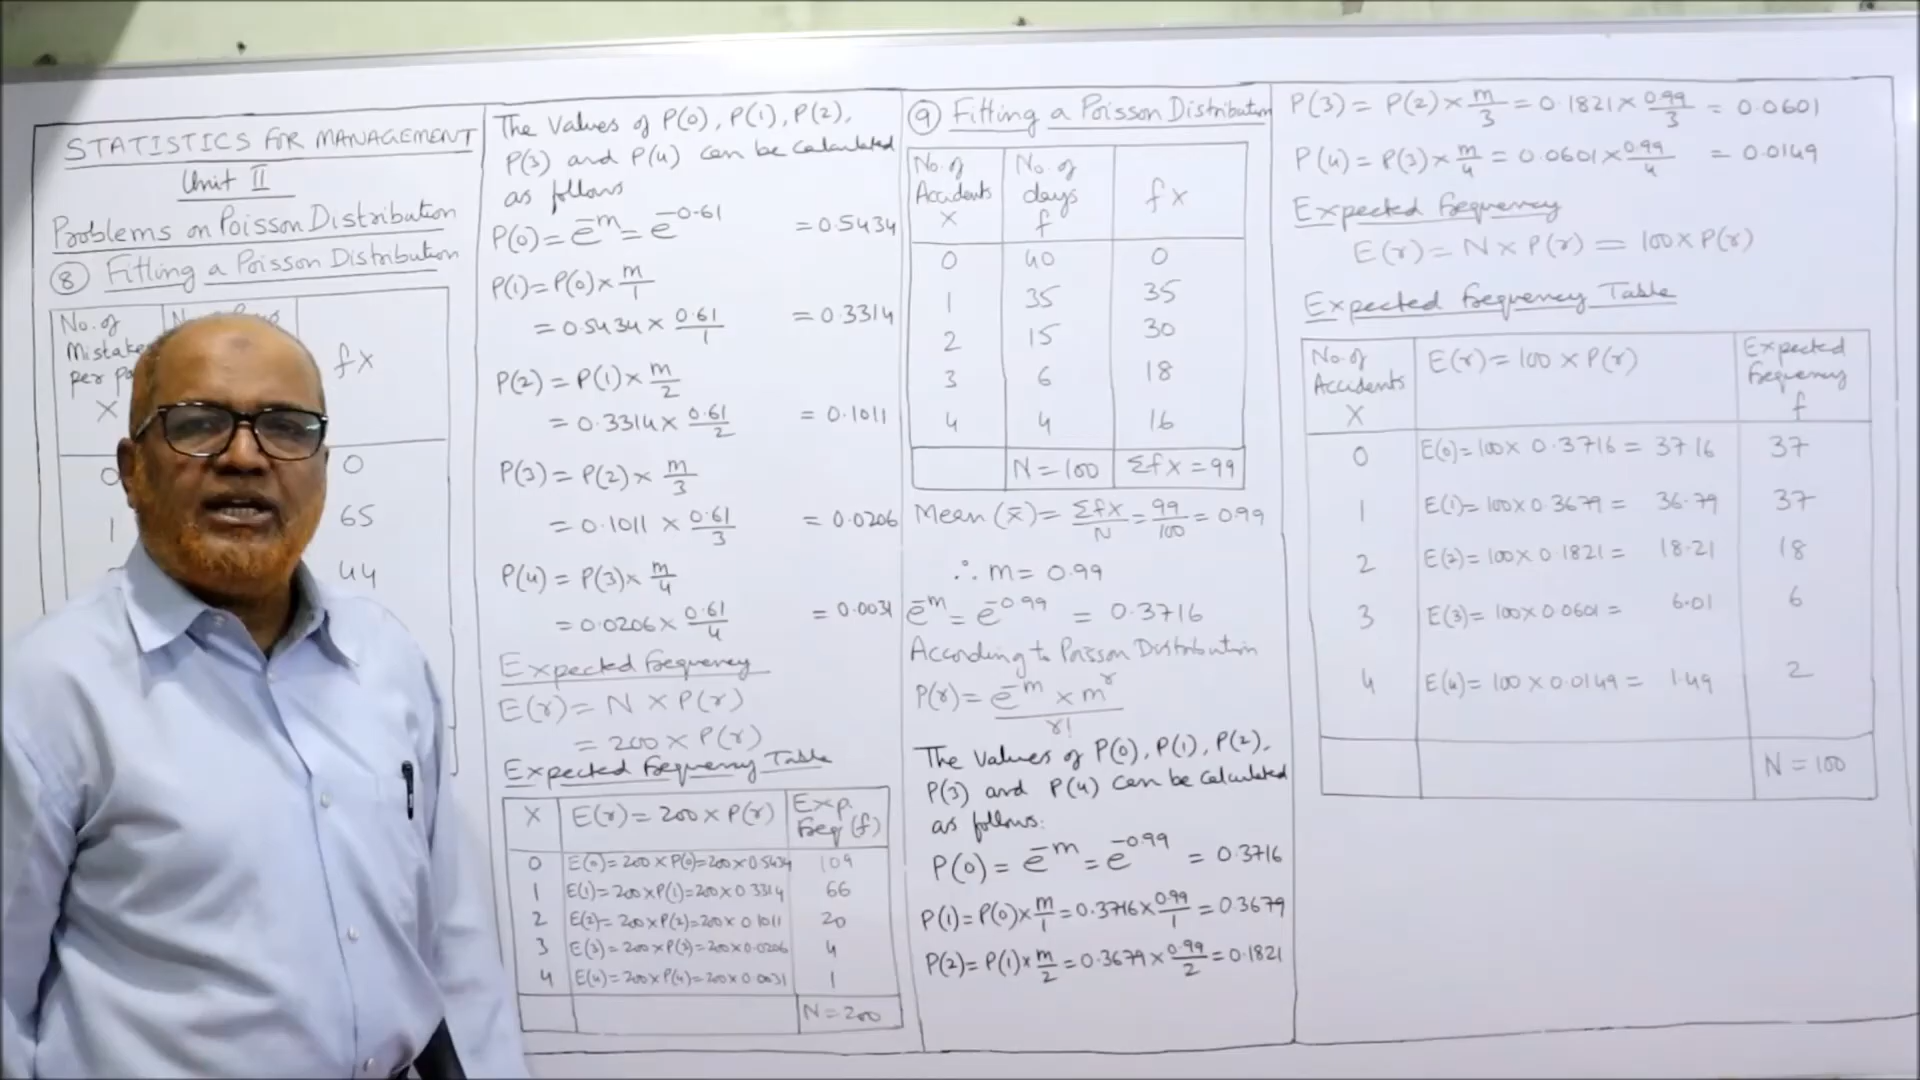 STATISTICS FOR MANAGEMENT
Unit II
Problems on Poisson Distribution
⑧ Fitting a Poisson Distribution
No. of
Mistake
per pa
X
fx
0 0
1 65
44
The Values of P(0), P(1), P(2),
P(3) and P(4) can be calculated
as follows
P(0) = e^-m = e^-0.61 = 0.5434
P(1) = P(0) × m/1
= 0.5434 × 0.61/1 = 0.3314
P(2) = P(1) × m/2
= 0.3314 × 0.61/2 = 0.1011
P(3) = P(2) × m/3
= 0.1011 × 0.61/3 = 0.0206
P(4) = P(3) × m/4
= 0.0206 × 0.61/4 = 0.0031
Expected Frequency
E(r) = N × P(r)
= 200 × P(r)
Expected Frequency Table
X E(r) = 200 × P(r) Exp. Freq (f)
0 E(0) = 200 × P(0) = 200 × 0.5434 109
1 E(1) = 200 × P(1) = 200 × 0.3314 66
2 E(2) = 200 × P(2) = 200 × 0.1011 20
3 E(3) = 200 × P(3) = 200 × 0.0206 4
4 E(4) = 200 × P(4) = 200 × 0.0031 1
N = 200
⑨ Fitting a Poisson Distribution
No. of Accidents X No. of days f fx
0 40 0
1 35 35
2 15 30
3 6 18
4 4 16
N = 100 Σfx = 99
Mean (x̄) = Σfx/N = 99/100 = 0.99
∴ m = 0.99
e^-m = e^-0.99 = 0.3716
According to Poisson Distribution
P(r) = e^-m × m^r / r!
The Values of P(0), P(1), P(2),
P(3) and P(4) can be calculated
as follows:
P(0) = e^-m = e^-0.99 = 0.3716
P(1) = P(0) × m/1 = 0.3716 × 0.99/1 = 0.3679
P(2) = P(1) × m/2 = 0.3679 × 0.99/2 = 0.1821
P(3) = P(2) × m/3 = 0.1821 × 0.99/3 = 0.0601
P(4) = P(3) × m/4 = 0.0601 × 0.99/4 = 0.0149
Expected Frequency
E(r) = N × P(r) = 100 × P(r)
Expected Frequency Table
No. of Accidents X E(r) = 100 × P(r) Expected Frequency f
0 E(0) = 100 × 0.3716 = 37 16 37
1 E(1) = 100 × 0.3679 = 36.79 37
2 E(2) = 100 × 0.1821 = 18.21 18
3 E(3) = 100 × 0.0601 = 6.01 6
4 E(4) = 100 × 0.0149 = 1.49 2
N = 100